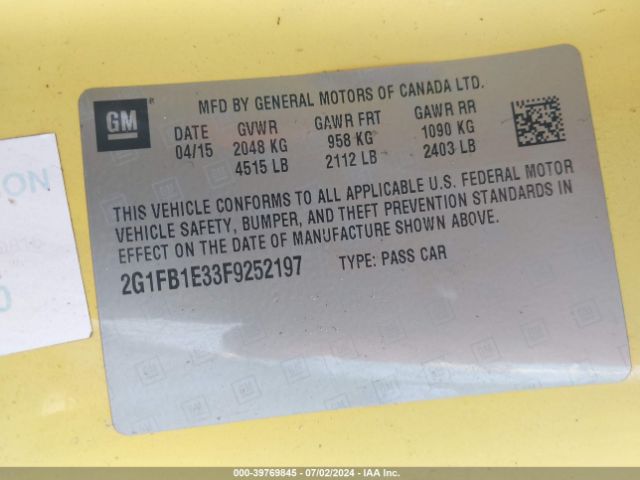 GM
MFD BY GENERAL MOTORS OF CANADA LTD.
DATE GVWR GAWR FRT GAWR RR
04/15 2048 KG 958 KG 1090 KG
4515 LB 2112 LB 2403 LB
THIS VEHICLE CONFORMS TO ALL APPLICABLE U.S. FEDERAL MOTOR
VEHICLE SAFETY, BUMPER, AND THEFT PREVENTION STANDARDS IN
EFFECT ON THE DATE OF MANUFACTURE SHOWN ABOVE.
2G1FB1E33F9252197 TYPE: PASS CAR
000-39769845 - 07/02/2024 - IAA Inc.